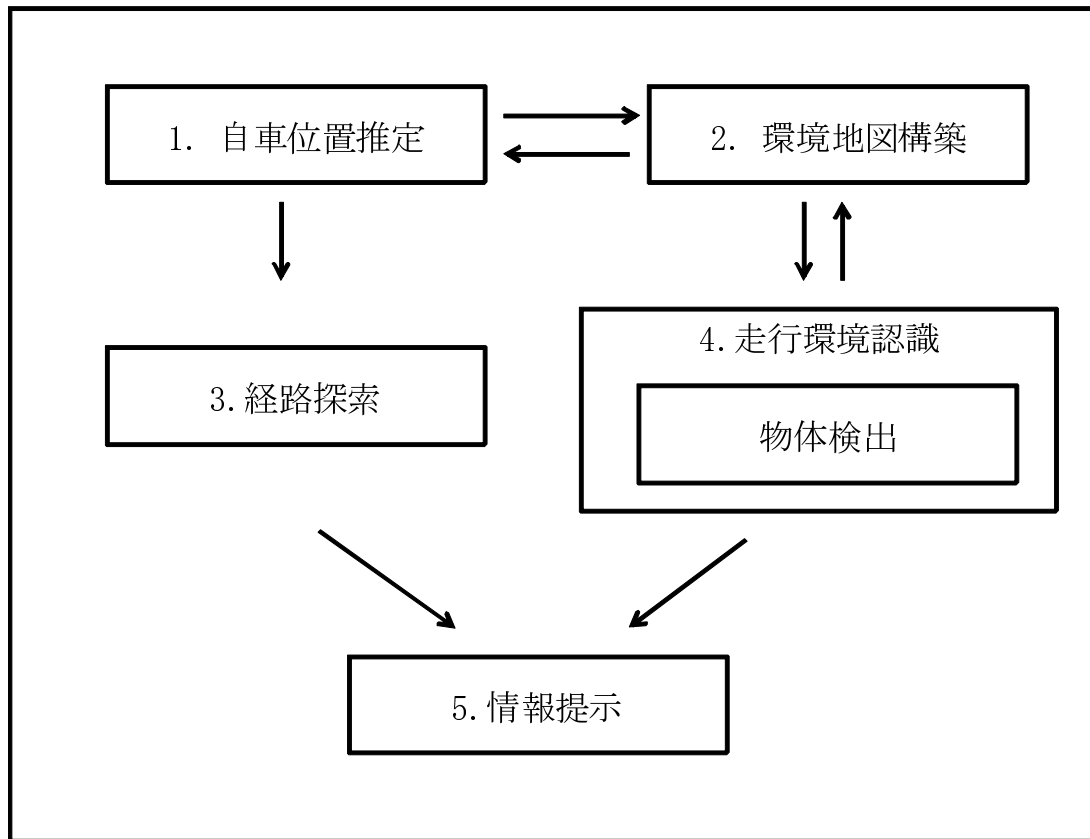 1. 自車位置推定
2. 環境地図構築
3.経路探索
4.走行環境認識
物体検出
5.情報提示